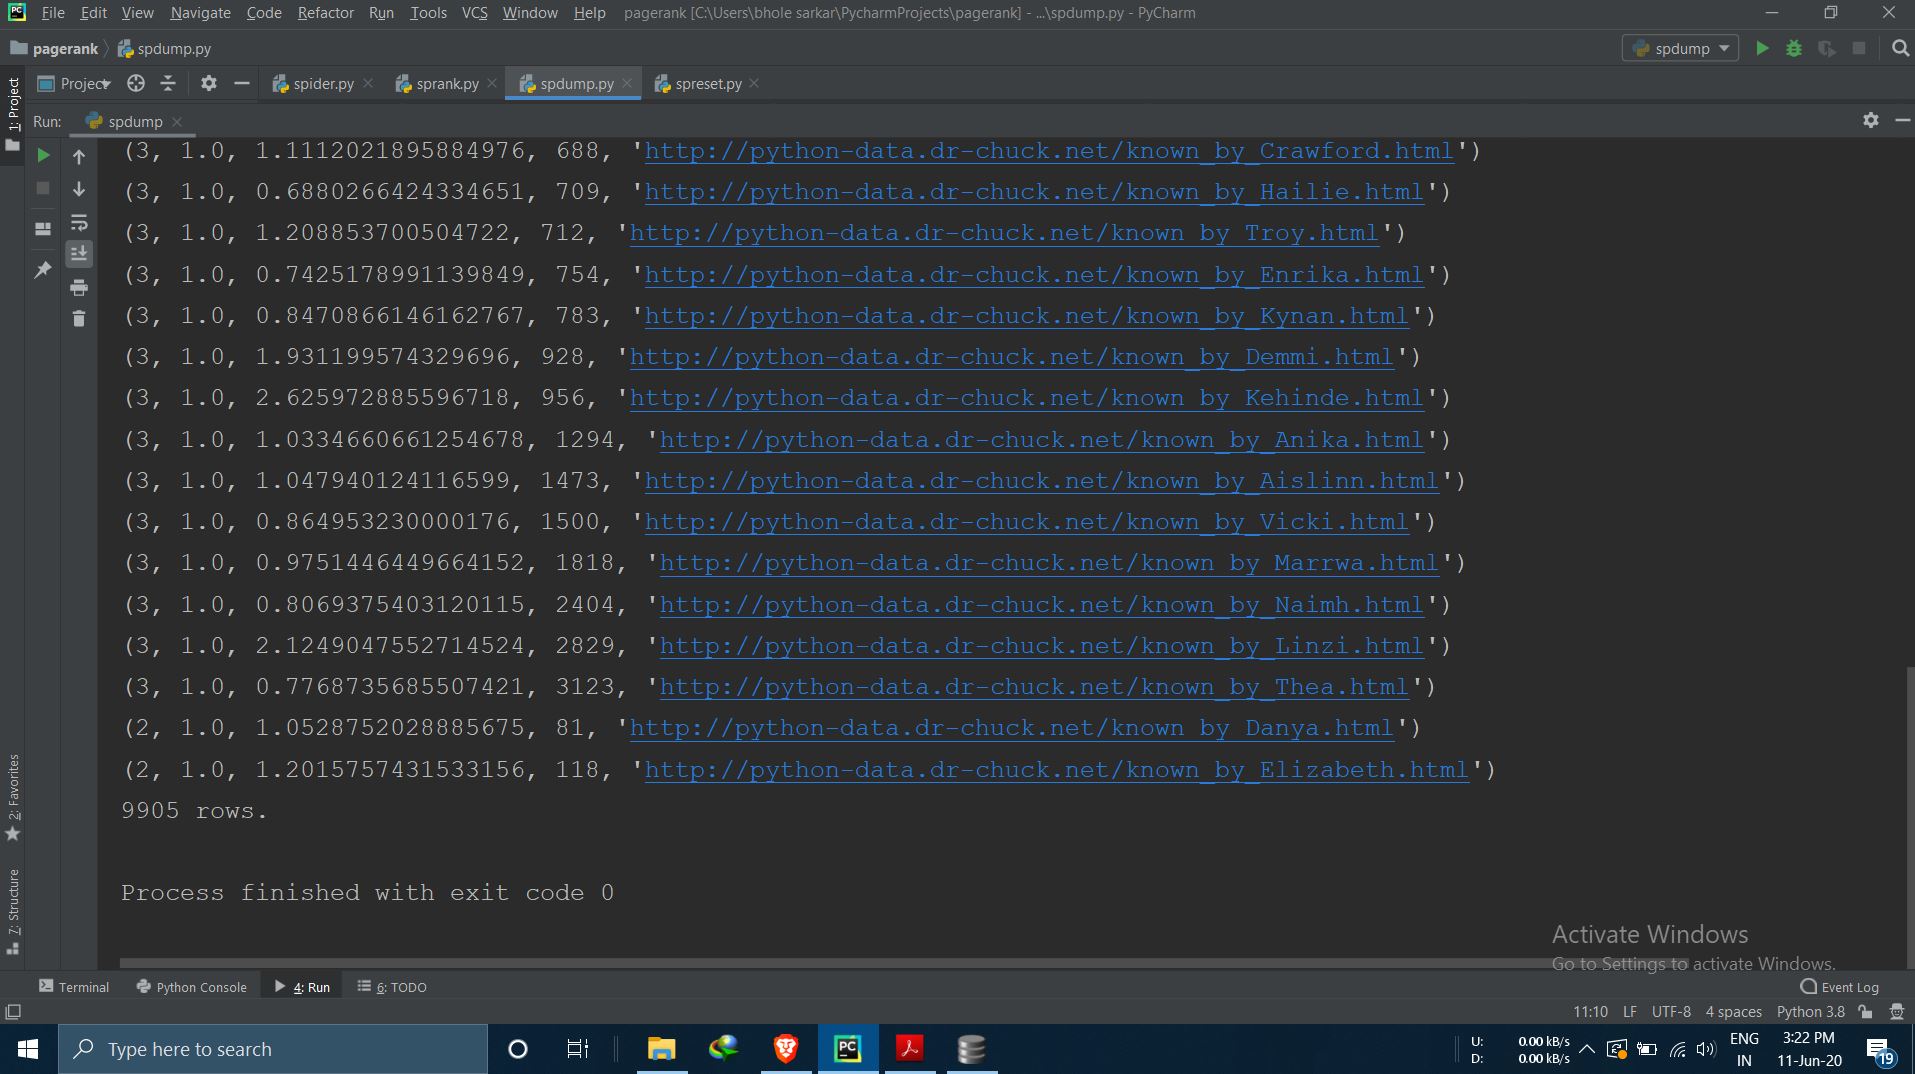 File Edit View Navigate Code Refactor Run Tools VCS Window Help pagerank [C:\Users\bhole sarkar\PycharmProjects\pagerank] - ...\spdump.py - PyCharm
pagerank spdump.py spdump
1: Project
Project spider.py sprank.py spdump.py spreset.py
Run: spdump
(3, 1.0, 1.1112021895884976, 688, 'http://python-data.dr-chuck.net/known_by_Crawford.html')
(3, 1.0, 0.6880266424334651, 709, 'http://python-data.dr-chuck.net/known_by_Hailie.html')
(3, 1.0, 1.208853700504722, 712, 'http://python-data.dr-chuck.net/known_by_Troy.html')
(3, 1.0, 0.7425178991139849, 754, 'http://python-data.dr-chuck.net/known_by_Enrika.html')
(3, 1.0, 0.8470866146162767, 783, 'http://python-data.dr-chuck.net/known_by_Kynan.html')
(3, 1.0, 1.931199574329696, 928, 'http://python-data.dr-chuck.net/known_by_Demmi.html')
(3, 1.0, 2.625972885596718, 956, 'http://python-data.dr-chuck.net/known_by_Kehinde.html')
(3, 1.0, 1.0334660661254678, 1294, 'http://python-data.dr-chuck.net/known_by_Anika.html')
(3, 1.0, 1.047940124116599, 1473, 'http://python-data.dr-chuck.net/known_by_Aislinn.html')
(3, 1.0, 0.864953230000176, 1500, 'http://python-data.dr-chuck.net/known_by_Vicki.html')
(3, 1.0, 0.9751446449664152, 1818, 'http://python-data.dr-chuck.net/known_by_Marrwa.html')
(3, 1.0, 0.8069375403120115, 2404, 'http://python-data.dr-chuck.net/known_by_Naimh.html')
(3, 1.0, 2.1249047552714524, 2829, 'http://python-data.dr-chuck.net/known_by_Linzi.html')
(3, 1.0, 0.7768735685507421, 3123, 'http://python-data.dr-chuck.net/known_by_Thea.html')
(2, 1.0, 1.0528752028885675, 81, 'http://python-data.dr-chuck.net/known_by_Danya.html')
(2, 1.0, 1.2015757431533156, 118, 'http://python-data.dr-chuck.net/known_by_Elizabeth.html')
9905 rows.
Process finished with exit code 0
2: Favorites
7: Structure
Activate Windows
Go to Settings to activate Windows.
Terminal Python Console 4: Run 6: TODO Event Log
11:10 LF UTF-8 4 spaces Python 3.8
Type here to search
U: 0.00 kB/s
D: 0.00 kB/s
ENG
IN
3:22 PM
11-Jun-20
19